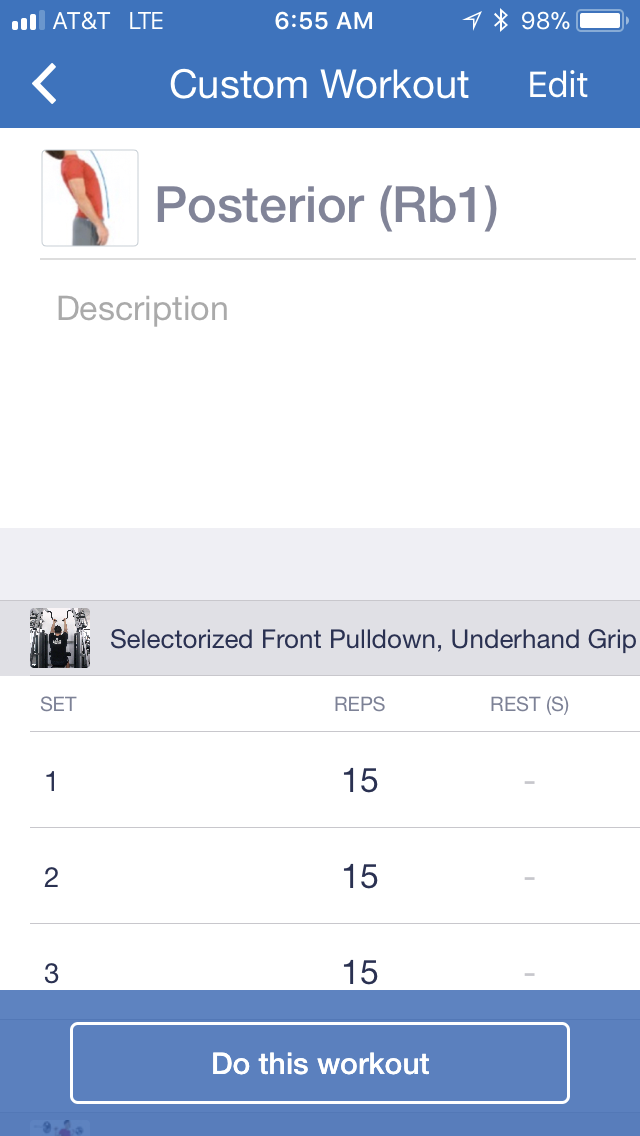 AT&T LTE 6:55 AM 98%
Custom Workout Edit
Posterior (Rb1)
Description
Selectorized Front Pulldown, Underhand Grip
SET REPS REST (S)
1 15 -
2 15 -
3 15 -
Do this workout